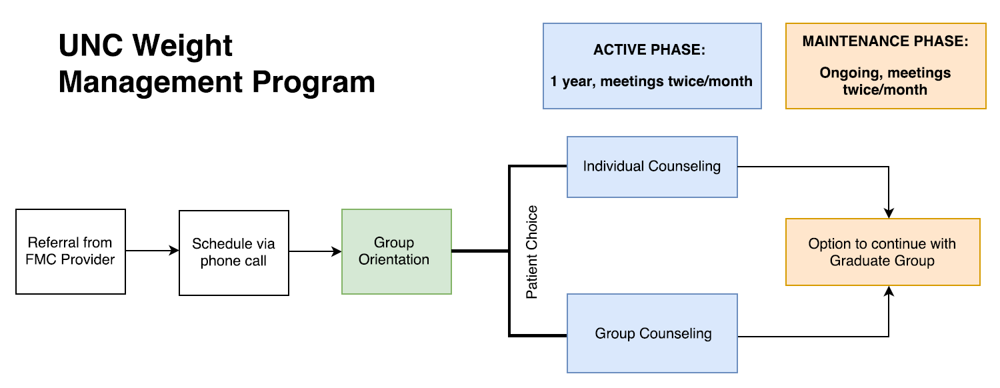 UNC Weight
Management Program
ACTIVE PHASE:
1 year, meetings twice/month
MAINTENANCE PHASE:
Ongoing, meetings
twice/month
Referral from
FMC Provider
Schedule via
phone call
Group
Orientation
Patient Choice
Individual Counseling
Group Counseling
Option to continue with
Graduate Group